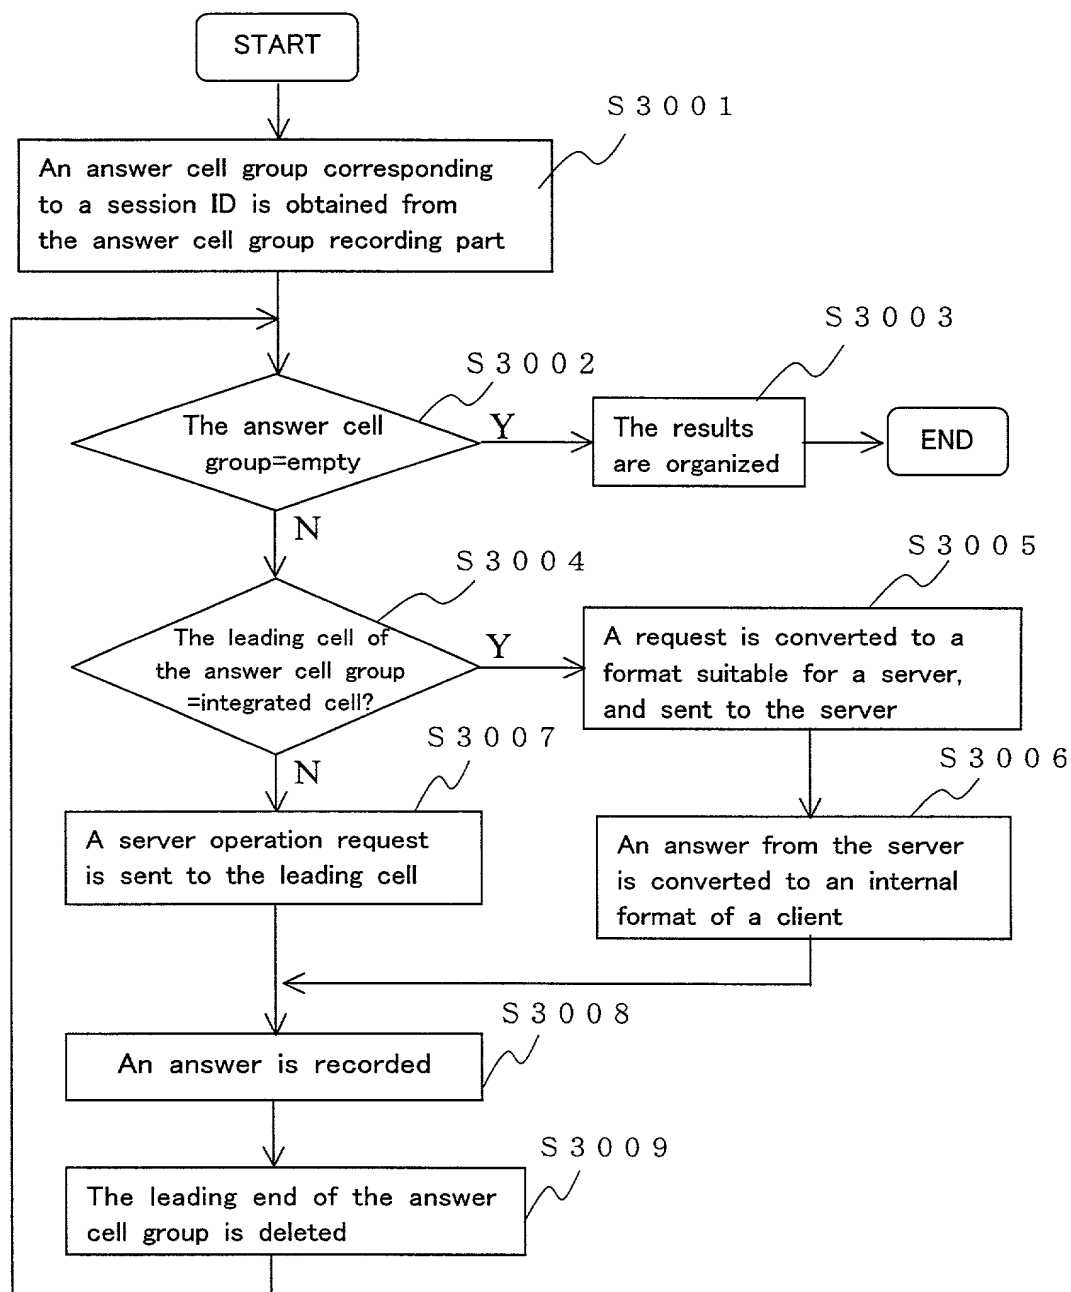 START
S3001
An answer cell group corresponding
to a session ID is obtained from
the answer cell group recording part
S3003
S3002
The answer cell
group=empty
Y
The results
are organized
END
N
S3005
S3004
The leading cell of
the answer cell group
=integrated cell?
Y
A request is converted to a
format suitable for a server,
and sent to the server
S3007
N
S3006
A server operation request
is sent to the leading cell
An answer from the server
is converted to an internal
format of a client
S3008
An answer is recorded
S3009
The leading end of the answer
cell group is deleted